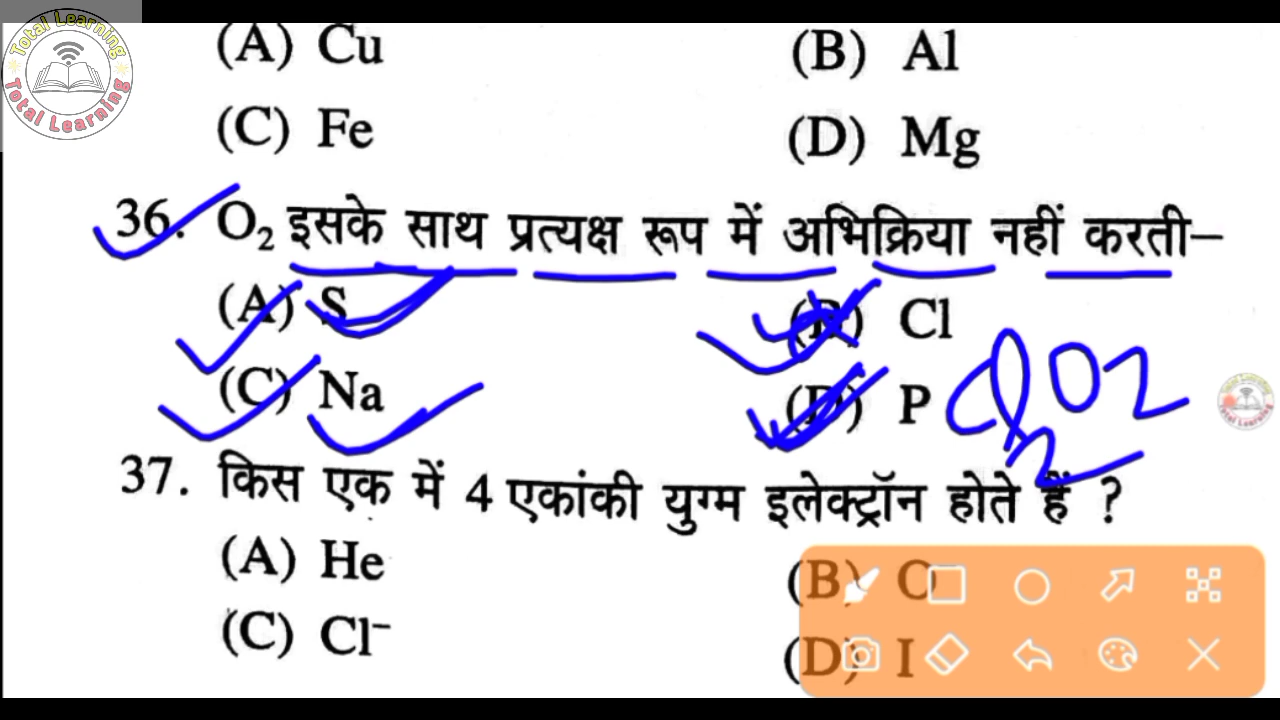 Total Learning
Total Learning
(A) Cu (B) Al
(C) Fe (D) Mg
36. O₂ इसके साथ प्रत्यक्ष रूप में अभिक्रिया नहीं करती–
(A) S (B) Cl
(C) Na (D) P
37. किस एक में 4 एकांकी युग्म इलेक्ट्रॉन होते हैं ?
(A) He (B) O
(C) Cl⁻ (D) I